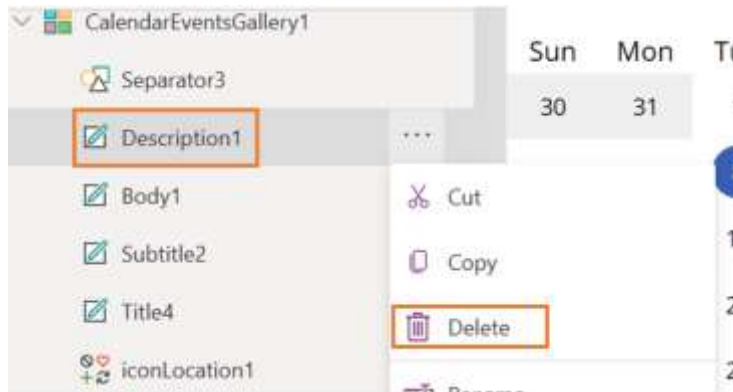 CalendarEventsGallery1
Sun Mon
Separator3
30 31
Description1
...
Body1
Cut
Subtitle2
Copy
Title4
Delete
iconLocation1